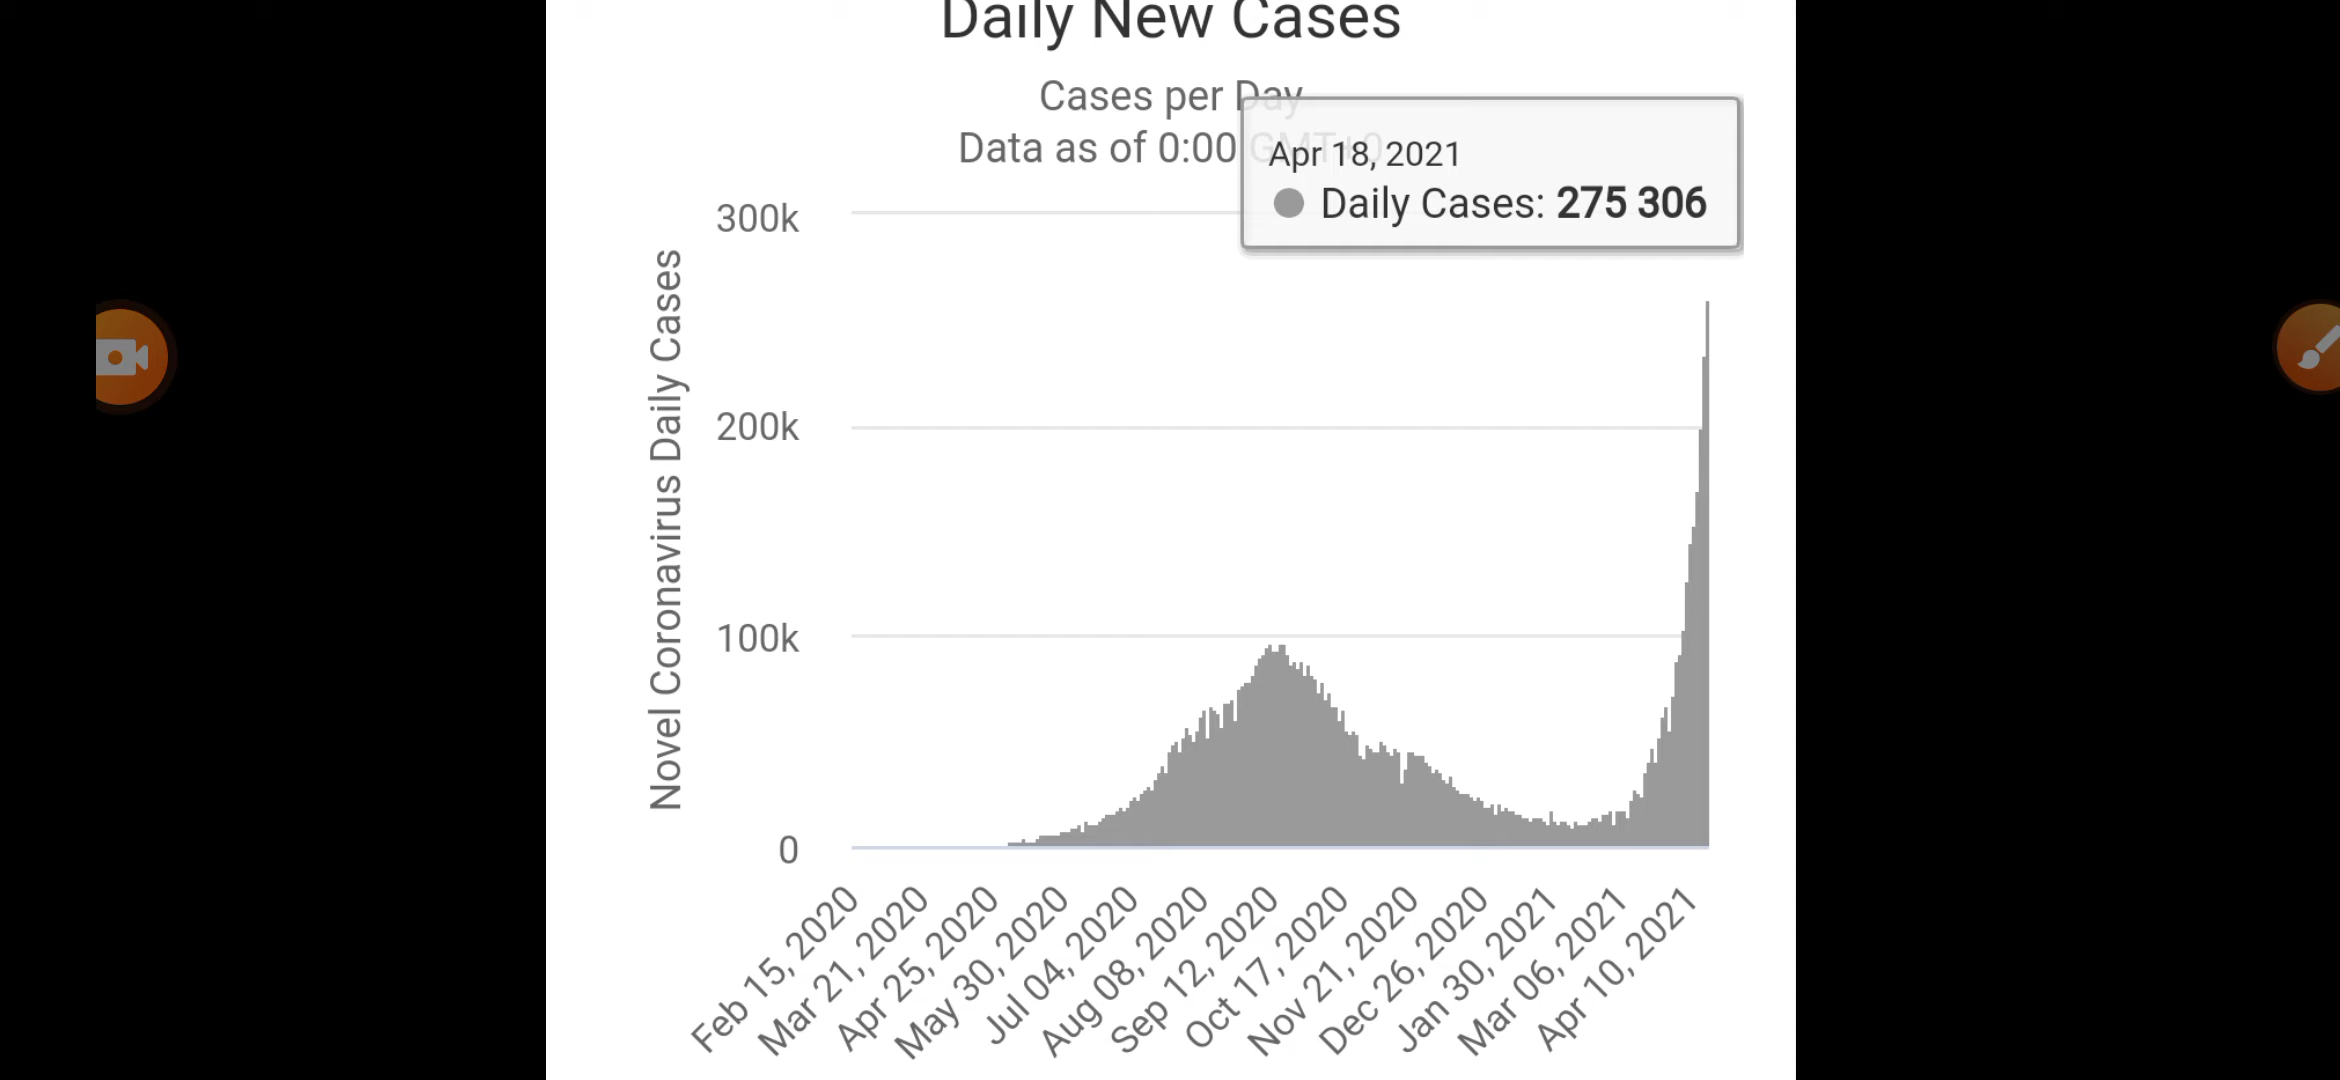 Daily New Cases
Cases per Day
Data as of 0:00 GMT+0
Apr 18, 2021
Daily Cases: 275 306
Novel Coronavirus Daily Cases
300k
200k
100k
0
Feb 15, 2020
Mar 21, 2020
Apr 25, 2020
May 30, 2020
Jul 04, 2020
Aug 08, 2020
Sep 12, 2020
Oct 17, 2020
Nov 21, 2020
Dec 26, 2020
Jan 30, 2021
Mar 06, 2021
Apr 10, 2021